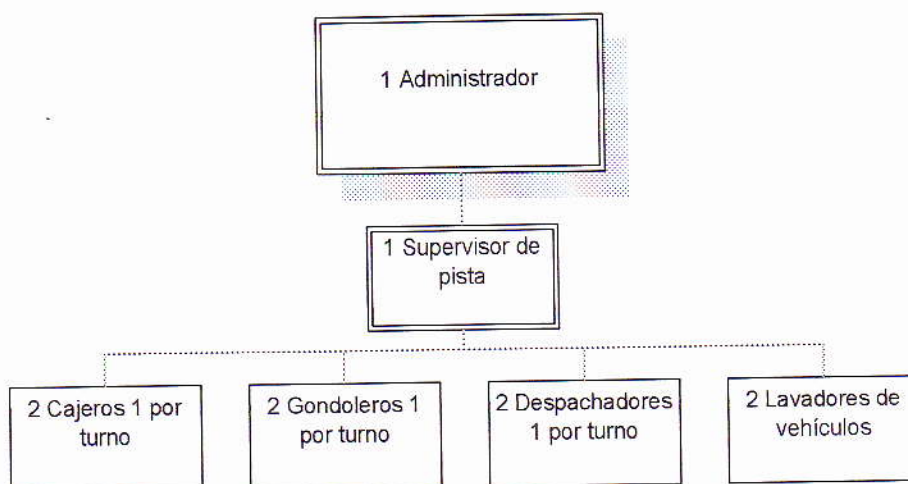 1 Administrador
1 Supervisor de
pista
2 Cajeros 1 por
turno
2 Gondoleros 1
por turno
2 Despachadores
1 por turno
2 Lavadores de
vehículos